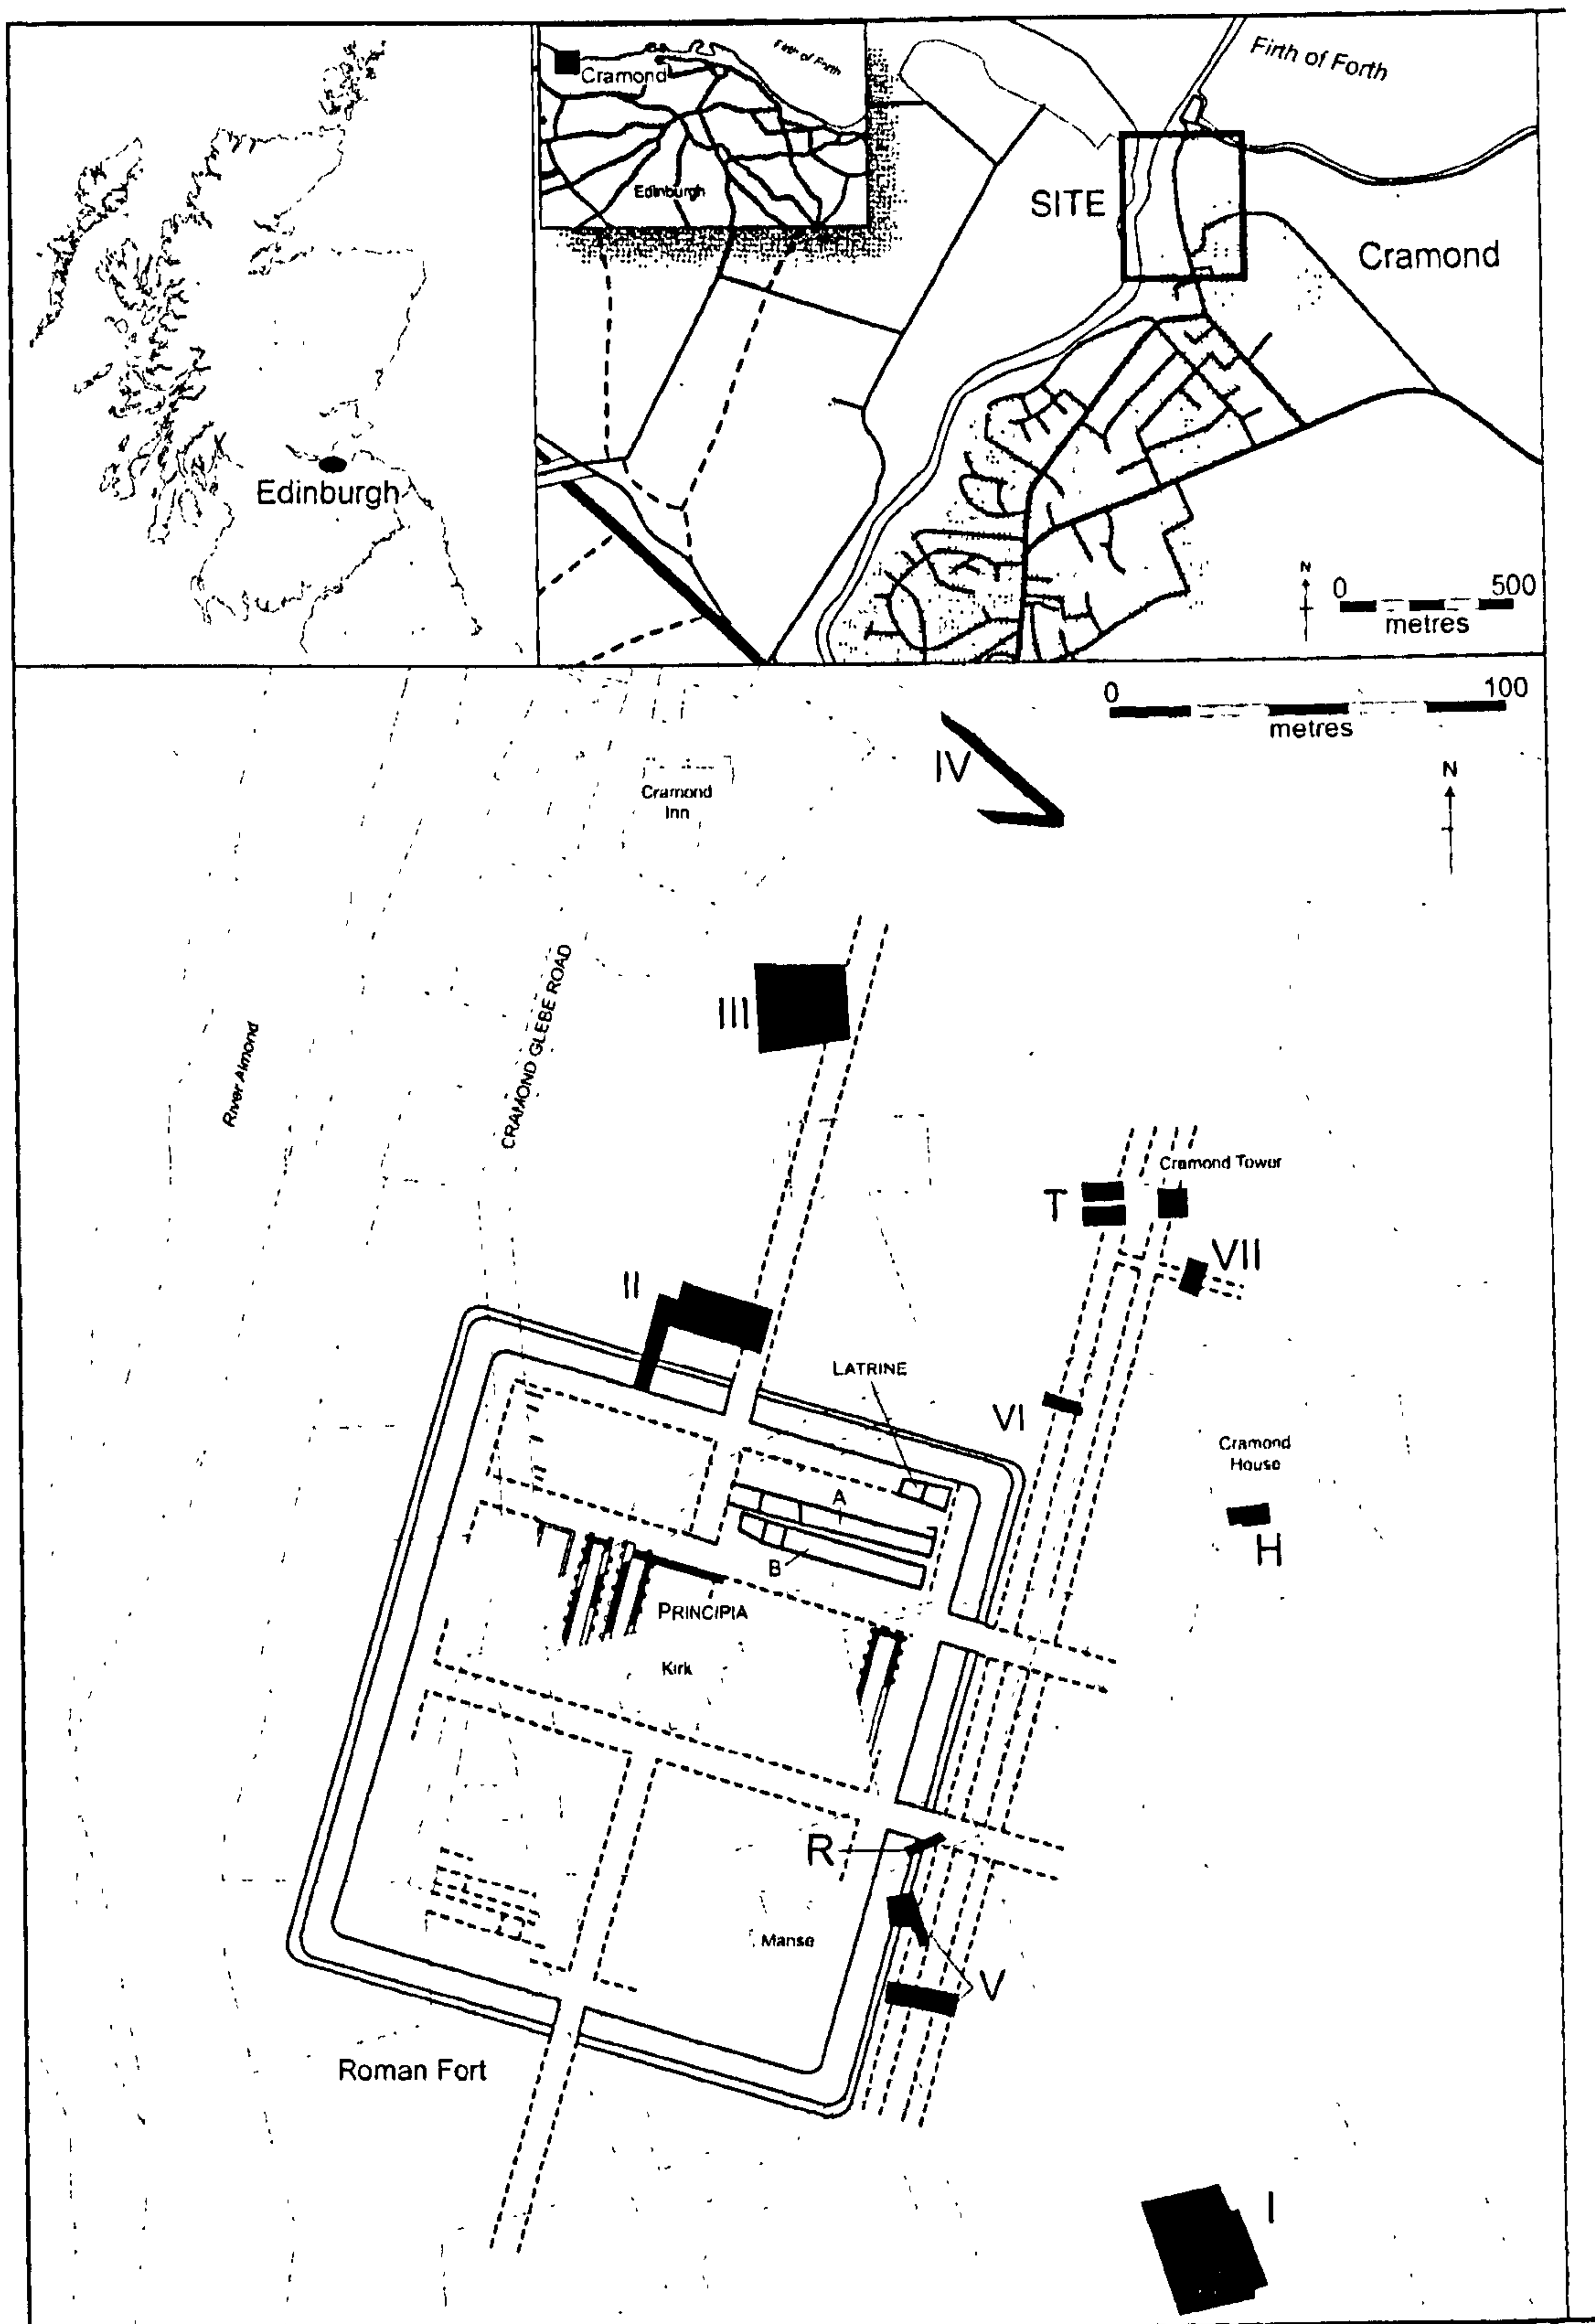 Edinburgh
Cramond
Firth of Forth
Edinburgh
Firth of Forth
SITE
Cramond
N
0 500
metres
0 100
metres
N
IV
Cramond
Inn
III
CRAMOND GLEBE ROAD
River Almond
Cramond Tower
T
VII
II
LATRINE
VI
Cramond
House
A
H
B
PRINCIPIA
Kirk
R
Manse
V
Roman Fort
I